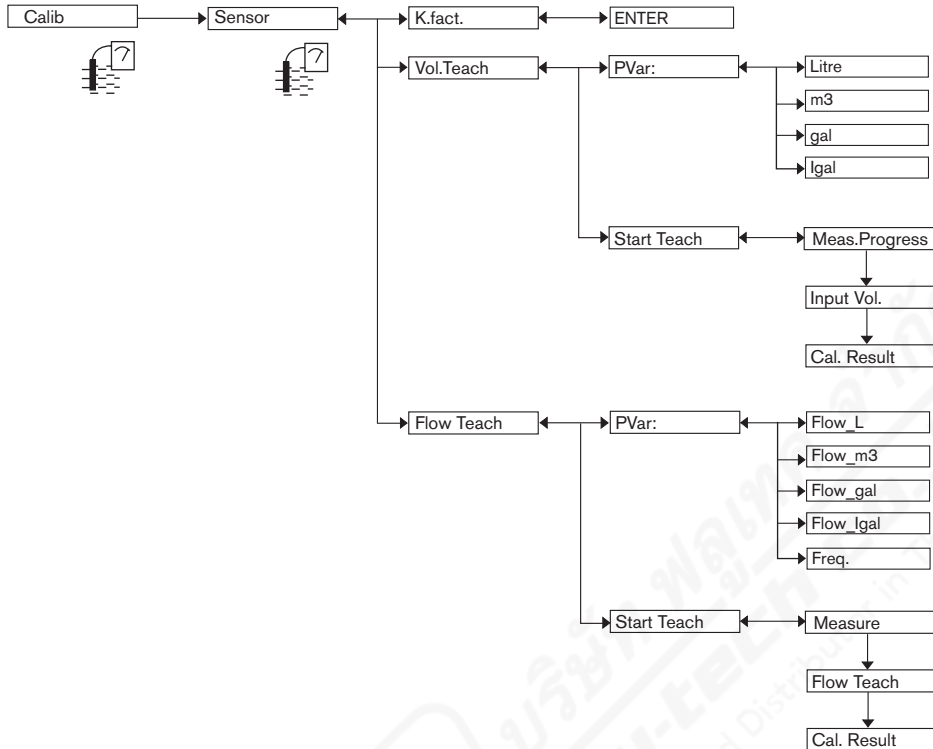 Calib
Sensor
K.fact.
ENTER
Vol.Teach
PVar:
Litre
m3
gal
Igal
Start Teach
Meas.Progress
Input Vol.
Cal. Result
Flow Teach
PVar:
Flow_L
Flow_m3
Flow_gal
Flow_Igal
Freq.
Start Teach
Measure
Flow Teach
Cal. Result